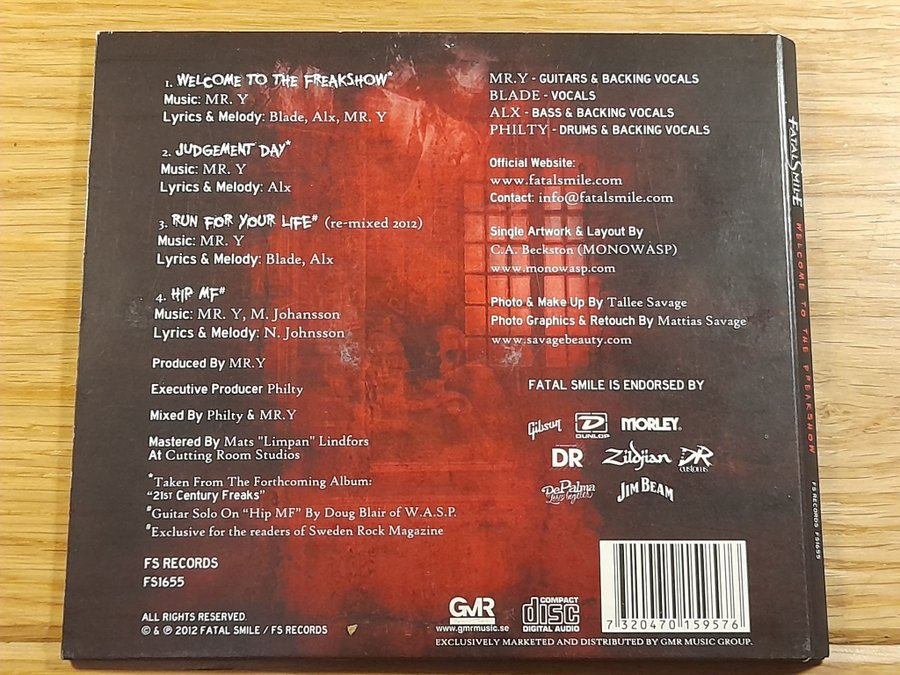 1. WELCOME TO THE FREAKSHOW*
Music: MR. Y
Lyrics & Melody: Blade, Alx, MR. Y
2. JUDGEMENT DAY*
Music: MR. Y
Lyrics & Melody: Alx
3. RUN FOR YOUR LIFE# (re-mixed 2012)
Music: MR. Y
Lyrics & Melody: Blade, Alx
4. HIP MF#
Music: MR. Y, M. Johansson
Lyrics & Melody: N. Johnsson
Produced By MR.Y
Executive Producer Philty
Mixed By Philty & MR.Y
Mastered By Mats "Limpan" Lindfors
At Cutting Room Studios
*Taken From The Forthcoming Album:
"21st Century Freaks"
#Guitar Solo On "Hip MF" By Doug Blair of W.A.S.P.
#Exclusive for the readers of Sweden Rock Magazine
FS RECORDS
FS1655
ALL RIGHTS RESERVED.
© & ℗ 2012 FATAL SMILE / FS RECORDS
MR.Y - GUITARS & BACKING VOCALS
BLADE - VOCALS
ALX - BASS & BACKING VOCALS
PHILTY - DRUMS & BACKING VOCALS
Official Website:
www.fatalsmile.com
Contact: info@fatalsmile.com
Single Artwork & Layout By
C.A. Beckston (MONOWASP)
www.monowasp.com
Photo & Make Up By Tallee Savage
Photo Graphics & Retouch By Mattias Savage
www.savagebeauty.com
FATAL SMILE IS ENDORSED BY
Gibson DUNLOP MORLEY
DR Zildjian DR customs
DePalma Los Angeles JIM BEAM
GMR
www.gmrmusic.se
COMPACT disc DIGITAL AUDIO
7 320470 159576
EXCLUSIVELY MARKETED AND DISTRIBUTED BY GMR MUSIC GROUP.
FATAL SMILE WELCOME TO THE FREAKSHOW FS RECORDS FS1655